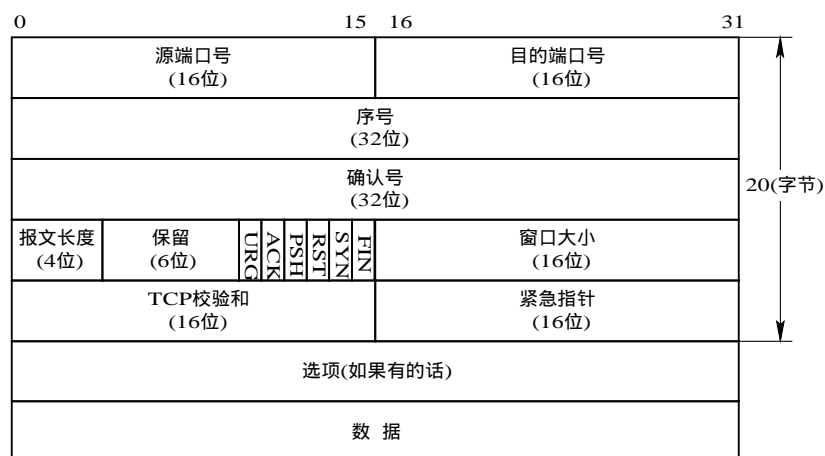 0 15 16 31
源端口号 目的端口号
(16位) (16位)
序号
(32位)
确认号
(32位)
20(字节)
报文长度 保留 URG ACK PSH RST SYN FIN 窗口大小
(4位) (6位) (16位)
TCP校验和 紧急指针
(16位) (16位)
选项(如果有的话)
数 据